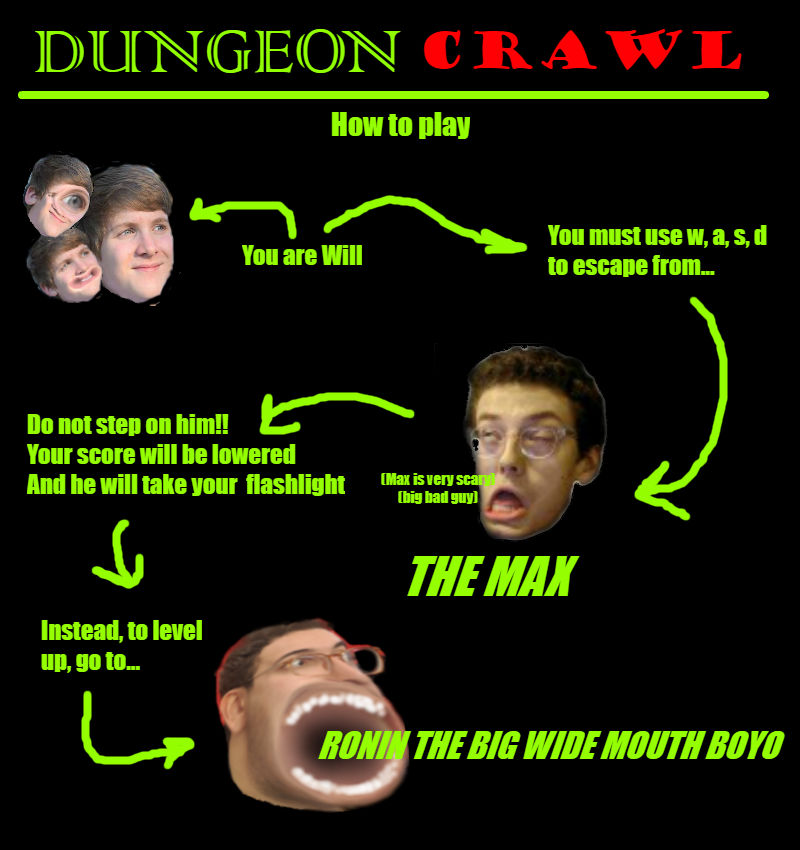 DUNGEON CRAWL
How to play
You are Will
You must use w, a, s, d
to escape from...
Do not step on him!!
Your score will be lowered
And he will take your  flashlight
(Max is very scary)
(big bad guy)
THE MAX
Instead, to level
up, go to...
RONIN THE BIG WIDE MOUTH BOYO